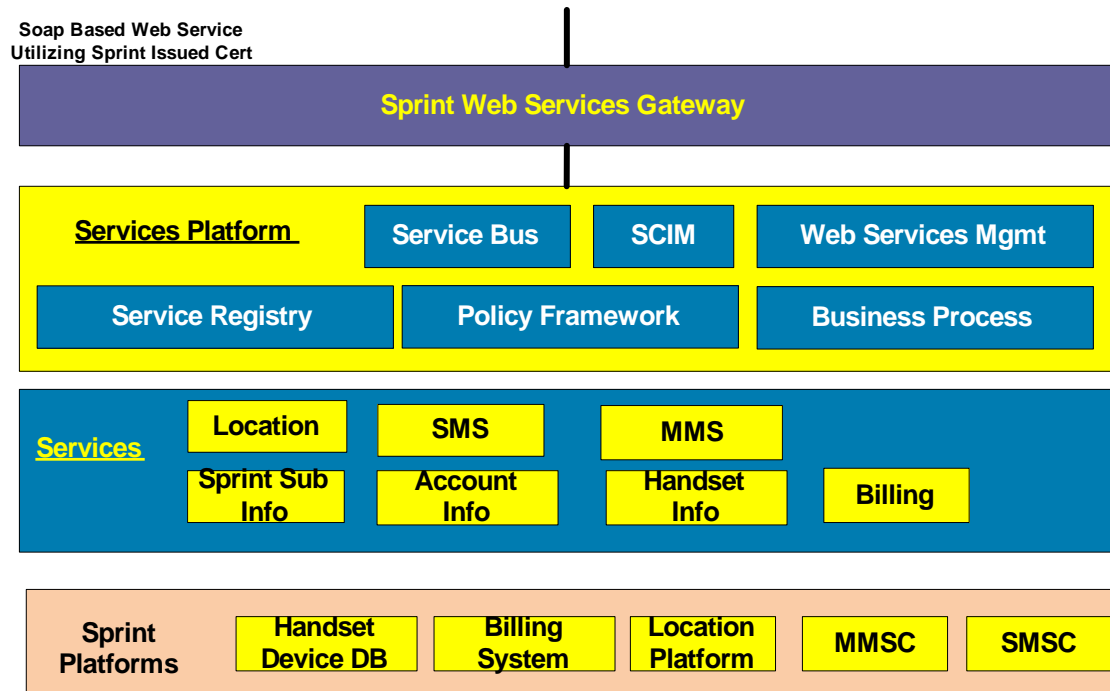 Soap Based Web Service
Utilizing Sprint Issued Cert
Sprint Web Services Gateway
Services Platform
Service Bus
SCIM
Web Services Mgmt
Service Registry
Policy Framework
Business Process
Services
Location
SMS
MMS
Sprint Sub
Info
Account
Info
Handset
Info
Billing
Sprint
Platforms
Handset
Device DB
Billing
System
Location
Platform
MMSC
SMSC